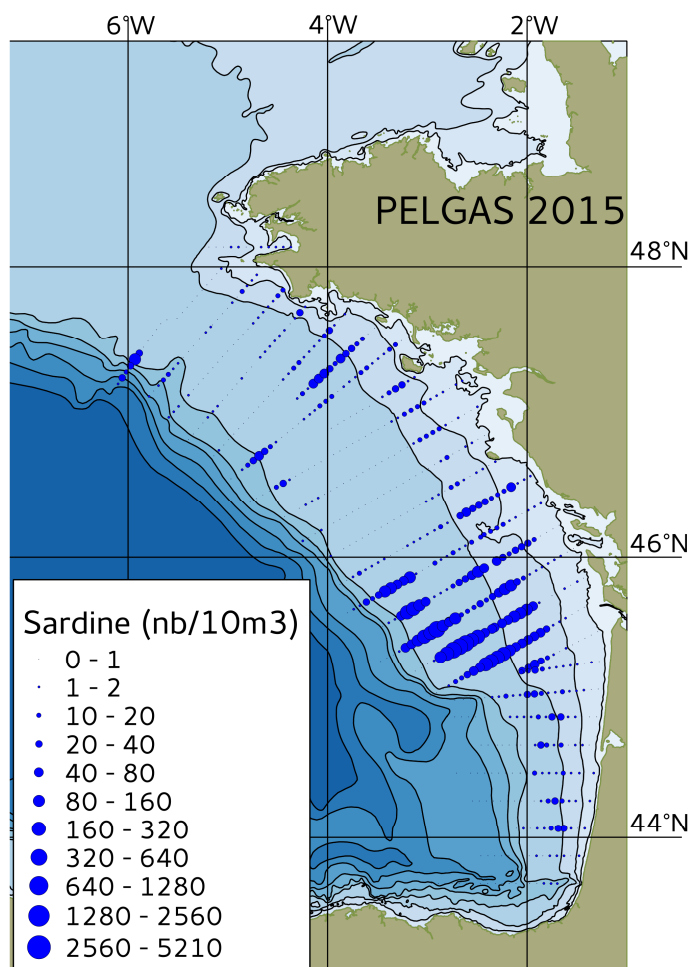 6°W 4°W 2°W
PELGAS 2015
48°N
46°N
Sardine (nb/10m3)
0 - 1
1 - 2
10 - 20
20 - 40
40 - 80
80 - 160
160 - 320
320 - 640
640 - 1280
1280 - 2560
2560 - 5210
44°N